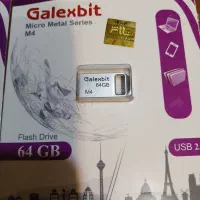 Galexbit
Micro Metal Series
M4
Galexbit
64GB
M4
Flash Drive
64 GB
USB 2.